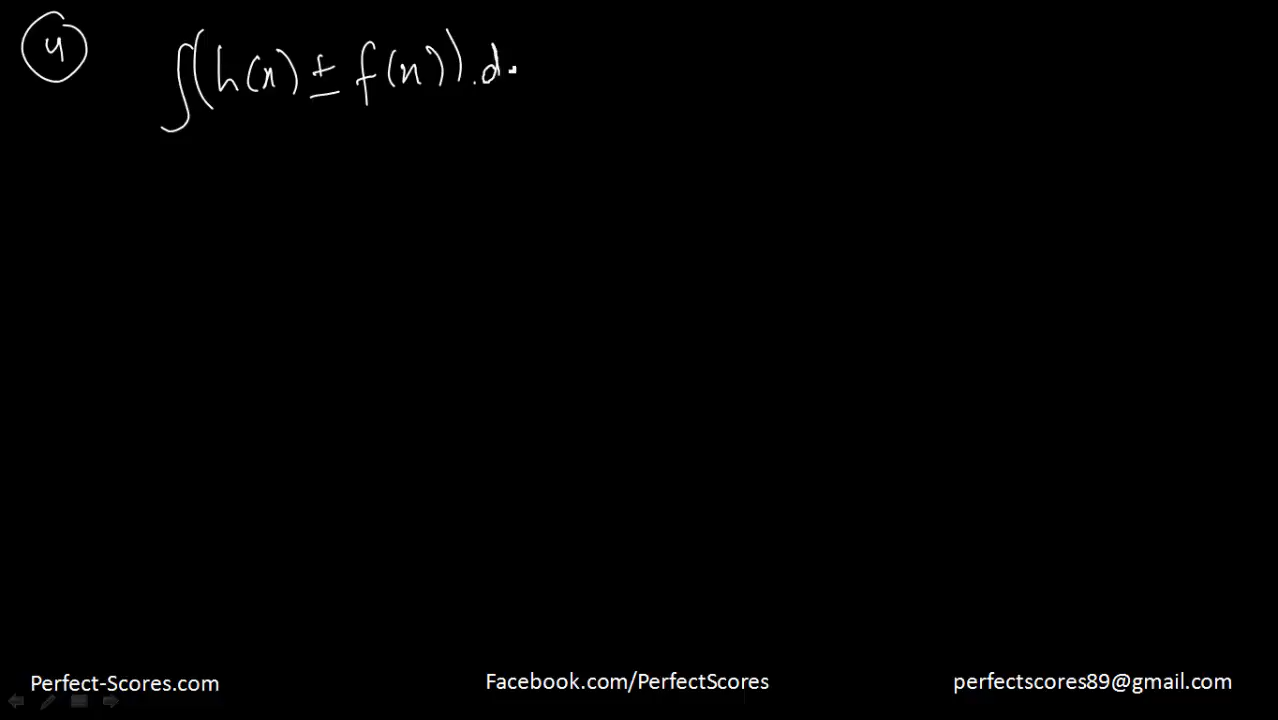 4
∫(h(x) ± f(x)).d
Perfect-Scores.com
Facebook.com/PerfectScores
perfectscores89@gmail.com